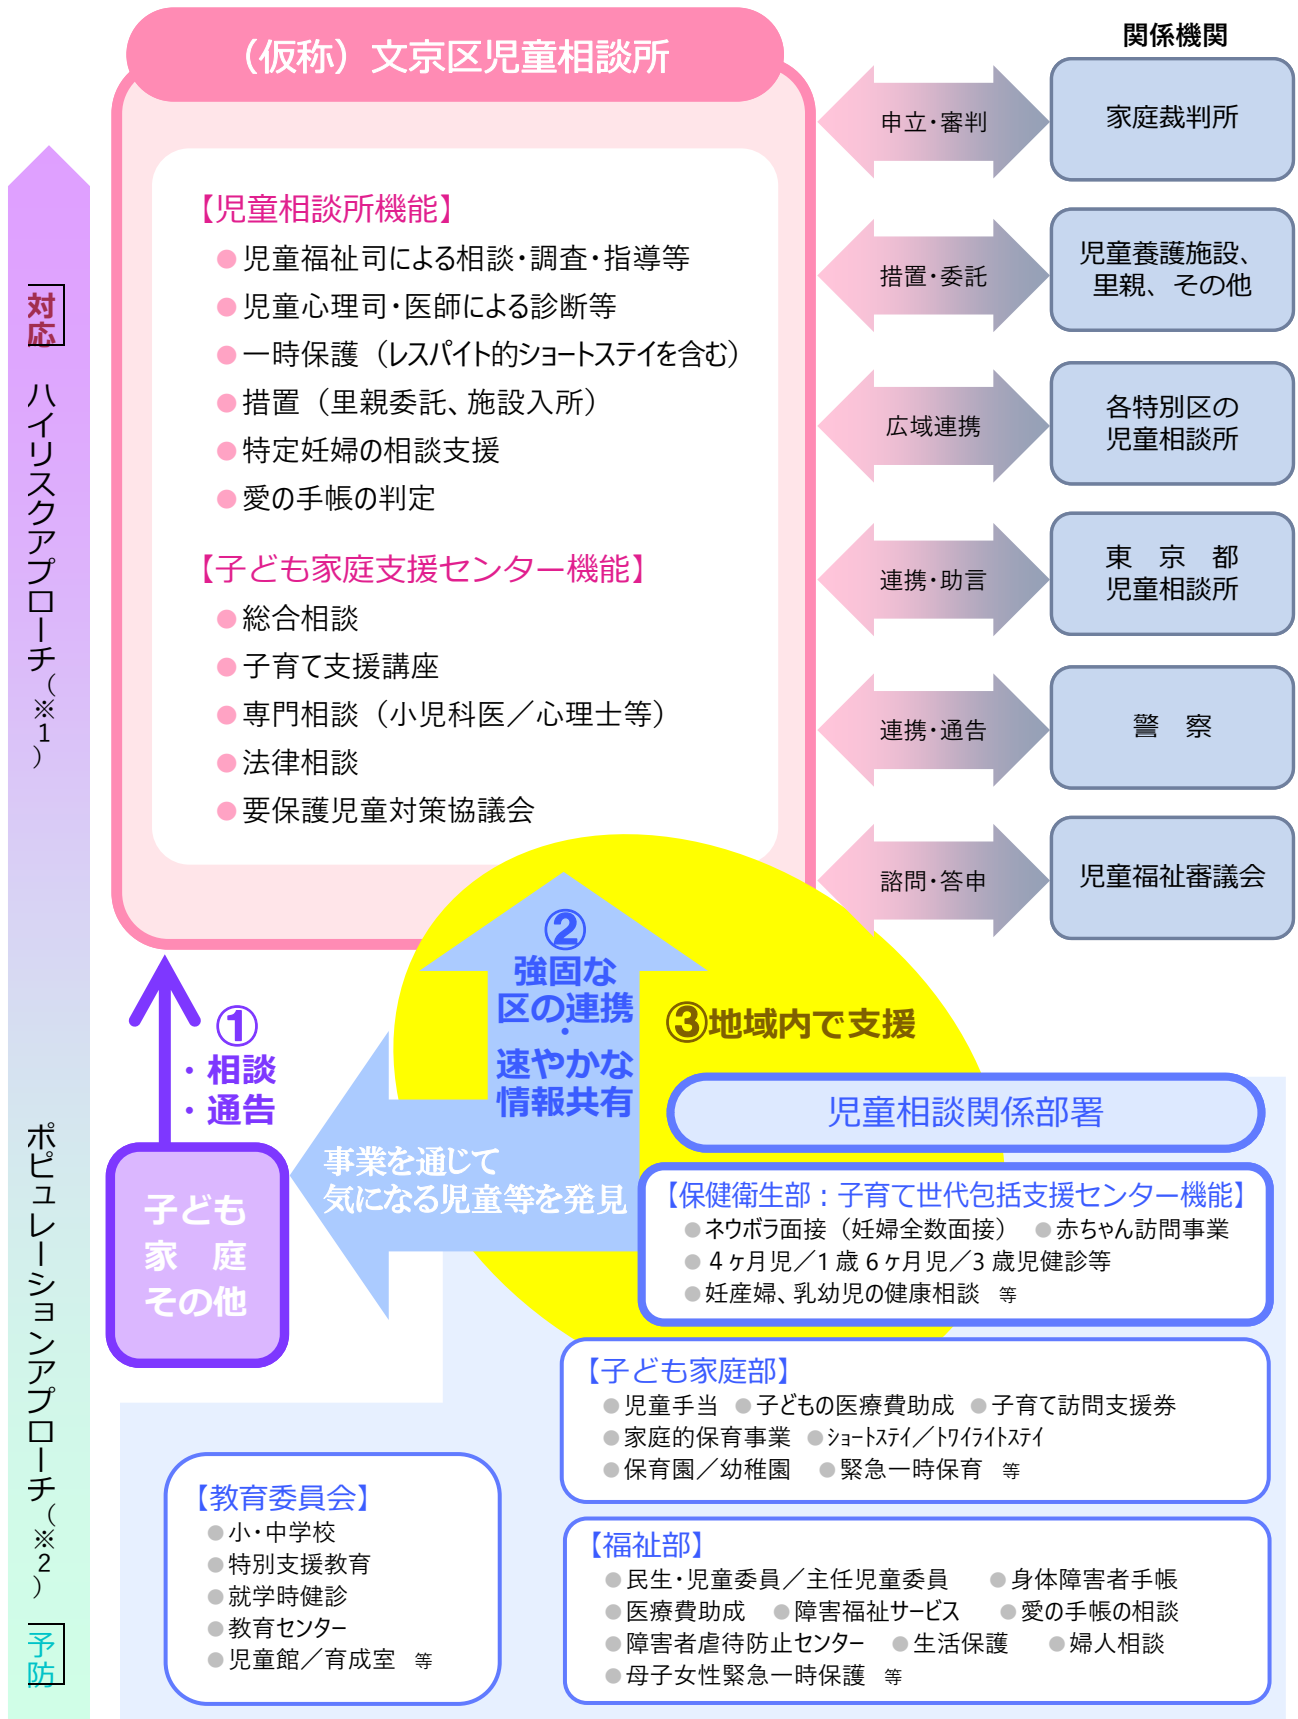 （仮称）文京区児童相談所
【児童相談所機能】
●児童福祉司による相談・調査・指導等
●児童心理司・医師による診断等
●一時保護（レスパイト的ショートステイを含む）
●措置（里親委託、施設入所）
●特定妊婦の相談支援
●愛の手帳の判定
【子ども家庭支援センター機能】
●総合相談
●子育て支援講座
●専門相談（小児科医／心理士等）
●法律相談
●要保護児童対策協議会
関係機関
申立・審判
家庭裁判所
措置・委託
児童養護施設、
里親、その他
広域連携
各特別区の
児童相談所
連携・助言
東　京　都
児童相談所
連携・通告
警　察
諮問・答申
児童福祉審議会
対応
ハイリスクアプローチ（※1）
ポピュレーションアプローチ（※2）
予防
①
・相談
・通告
子ども
家　庭
その他
②
強固な
区の連携
・
速やかな
情報共有
事業を通じて
気になる児童等を発見
③地域内で支援
児童相談関係部署
【保健衛生部：子育て世代包括支援センター機能】
●ネウボラ面接（妊婦全数面接）　●赤ちゃん訪問事業
●４ヶ月児／1 歳 6 ヶ月児／3 歳児健診等
●妊産婦、乳幼児の健康相談　等
【子ども家庭部】
●児童手当　●子どもの医療費助成　●子育て訪問支援券
●家庭的保育事業　●ｼｮｰﾄｽﾃｲ／ﾄﾜｲﾗｲﾄｽﾃｲ
●保育園／幼稚園　●緊急一時保育　等
【教育委員会】
●小・中学校
●特別支援教育
●就学時健診
●教育センター
●児童館／育成室　等
【福祉部】
●民生・児童委員／主任児童委員　●身体障害者手帳
●医療費助成　●障害福祉サービス　●愛の手帳の相談
●障害者虐待防止センター　●生活保護　●婦人相談
●母子女性緊急一時保護　等